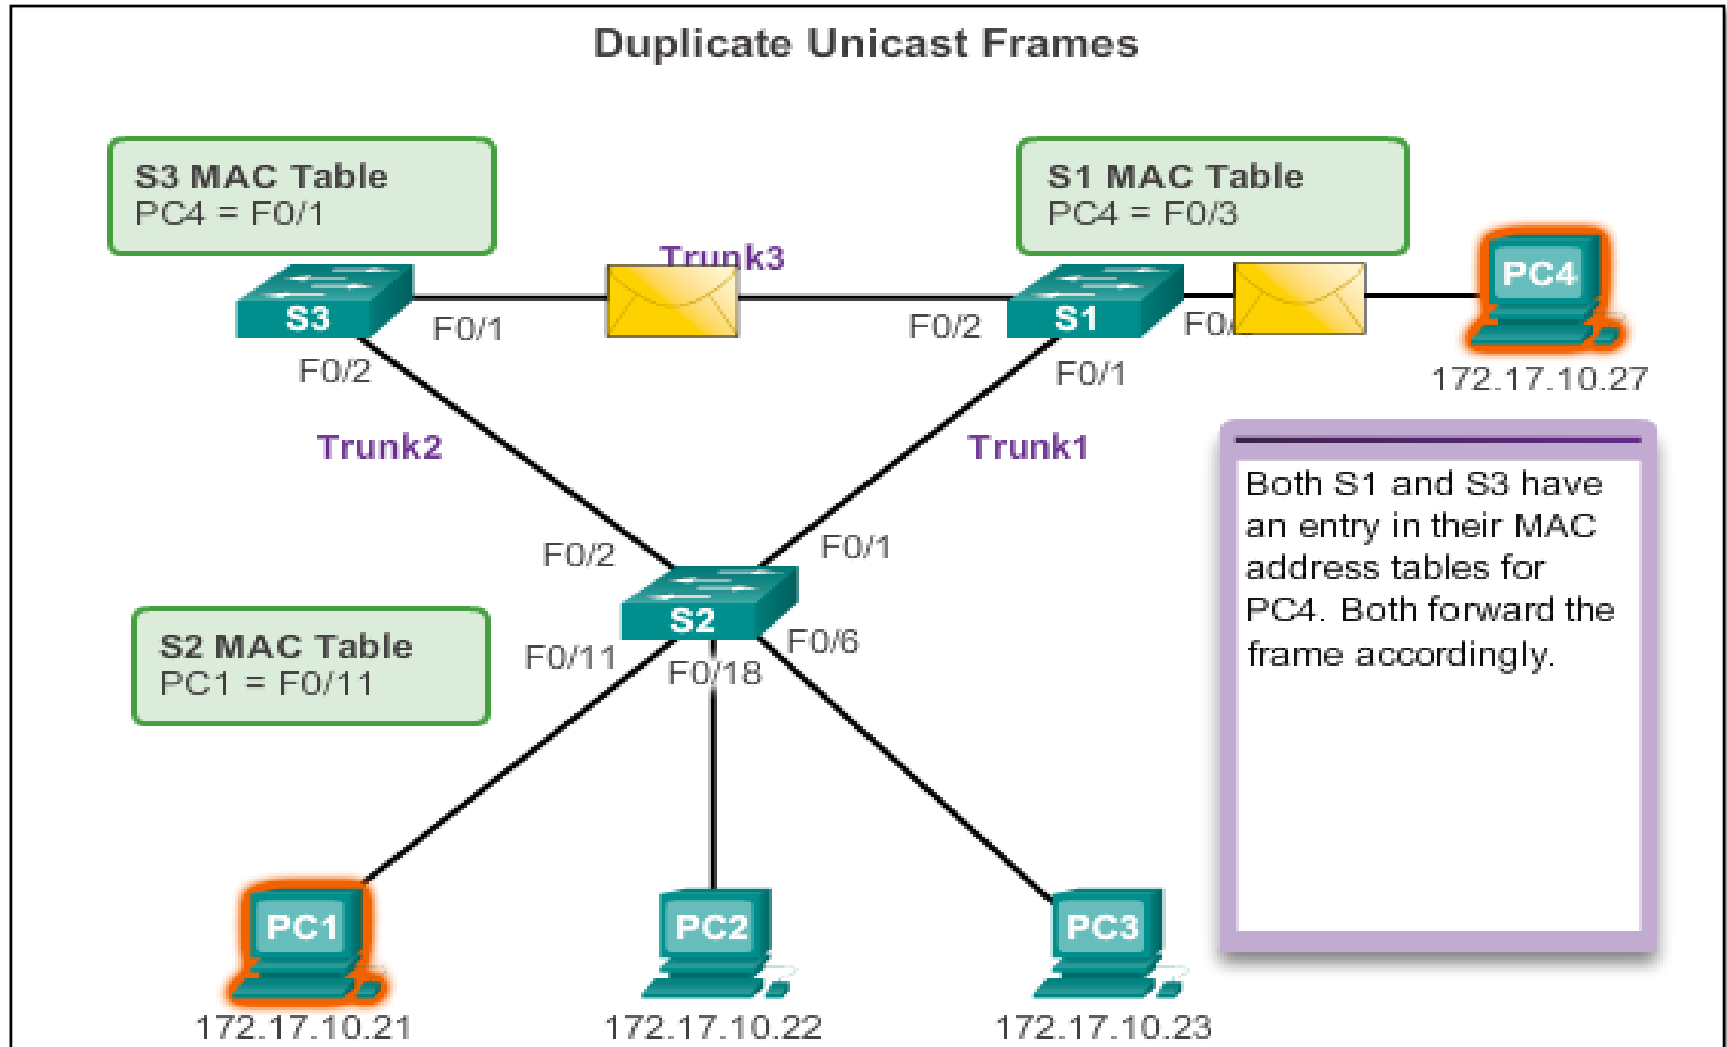 Duplicate Unicast Frames
S3 MAC Table
PC4 = F0/1
S1 MAC Table
PC4 = F0/3
Trunk3
PC4
S3
F0/1
F0/2
S1
F0/
172.17.10.27
F0/2
F0/1
Trunk2
Trunk1
Both S1 and S3 have
an entry in their MAC
address tables for
PC4. Both forward the
frame accordingly.
F0/2
F0/1
S2
S2 MAC Table
PC1 = F0/11
F0/11
F0/18
F0/6
PC1
PC2
PC3
172.17.10.21
172.17.10.22
172.17.10.23